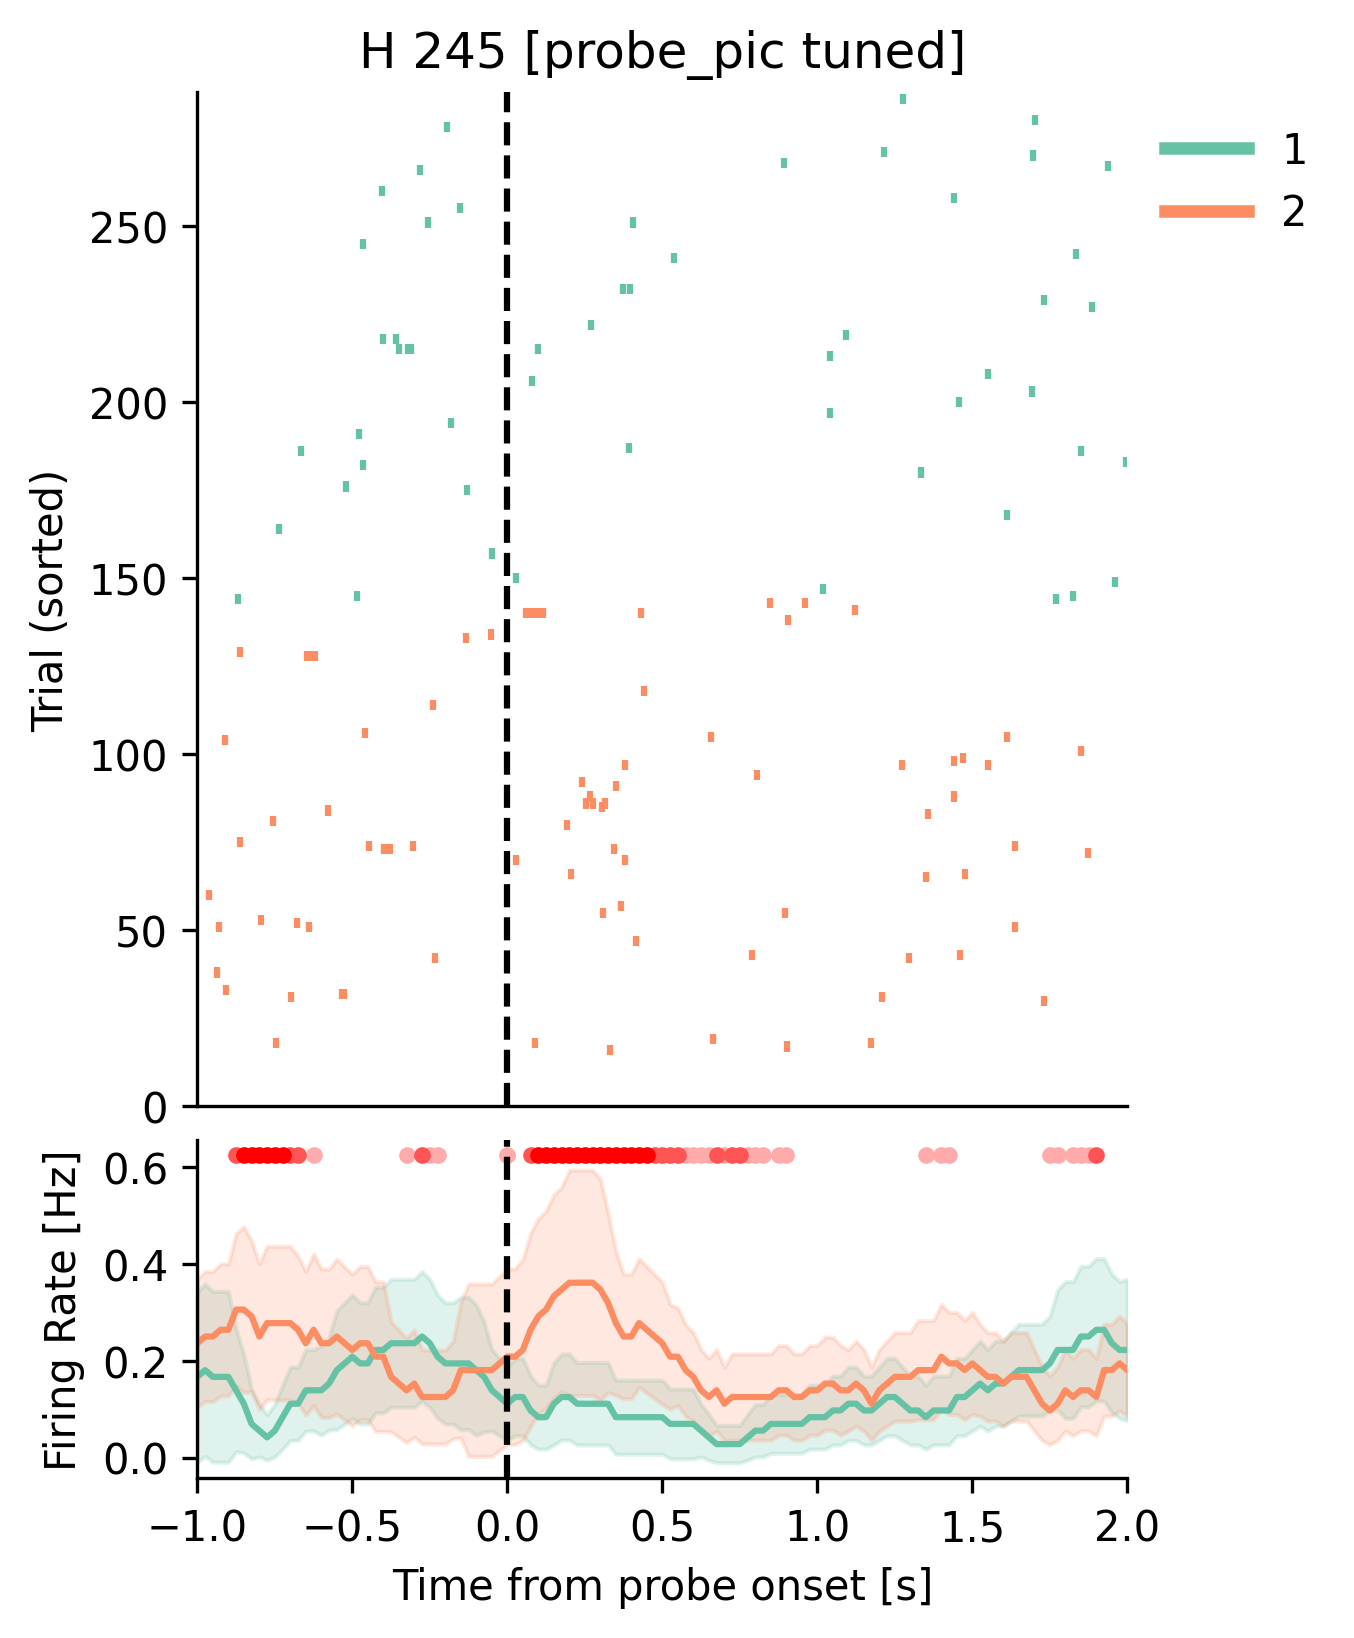 H 245 [probe_pic tuned]
1
2
Trial (sorted)
250
200
150
100
50
0
Firing Rate [Hz]
0.6
0.4
0.2
0.0
−1.0 −0.5 0.0 0.5 1.0 1.5 2.0
Time from probe onset [s]